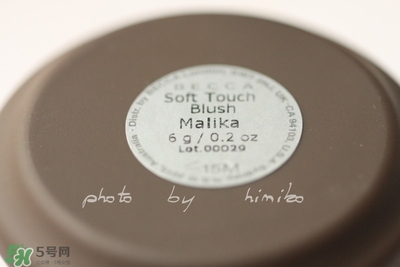 BECCA
Soft Touch
Blush
Malika
6 g / 0.2 oz
Lot.00029
15M
photo by himiko
5号网